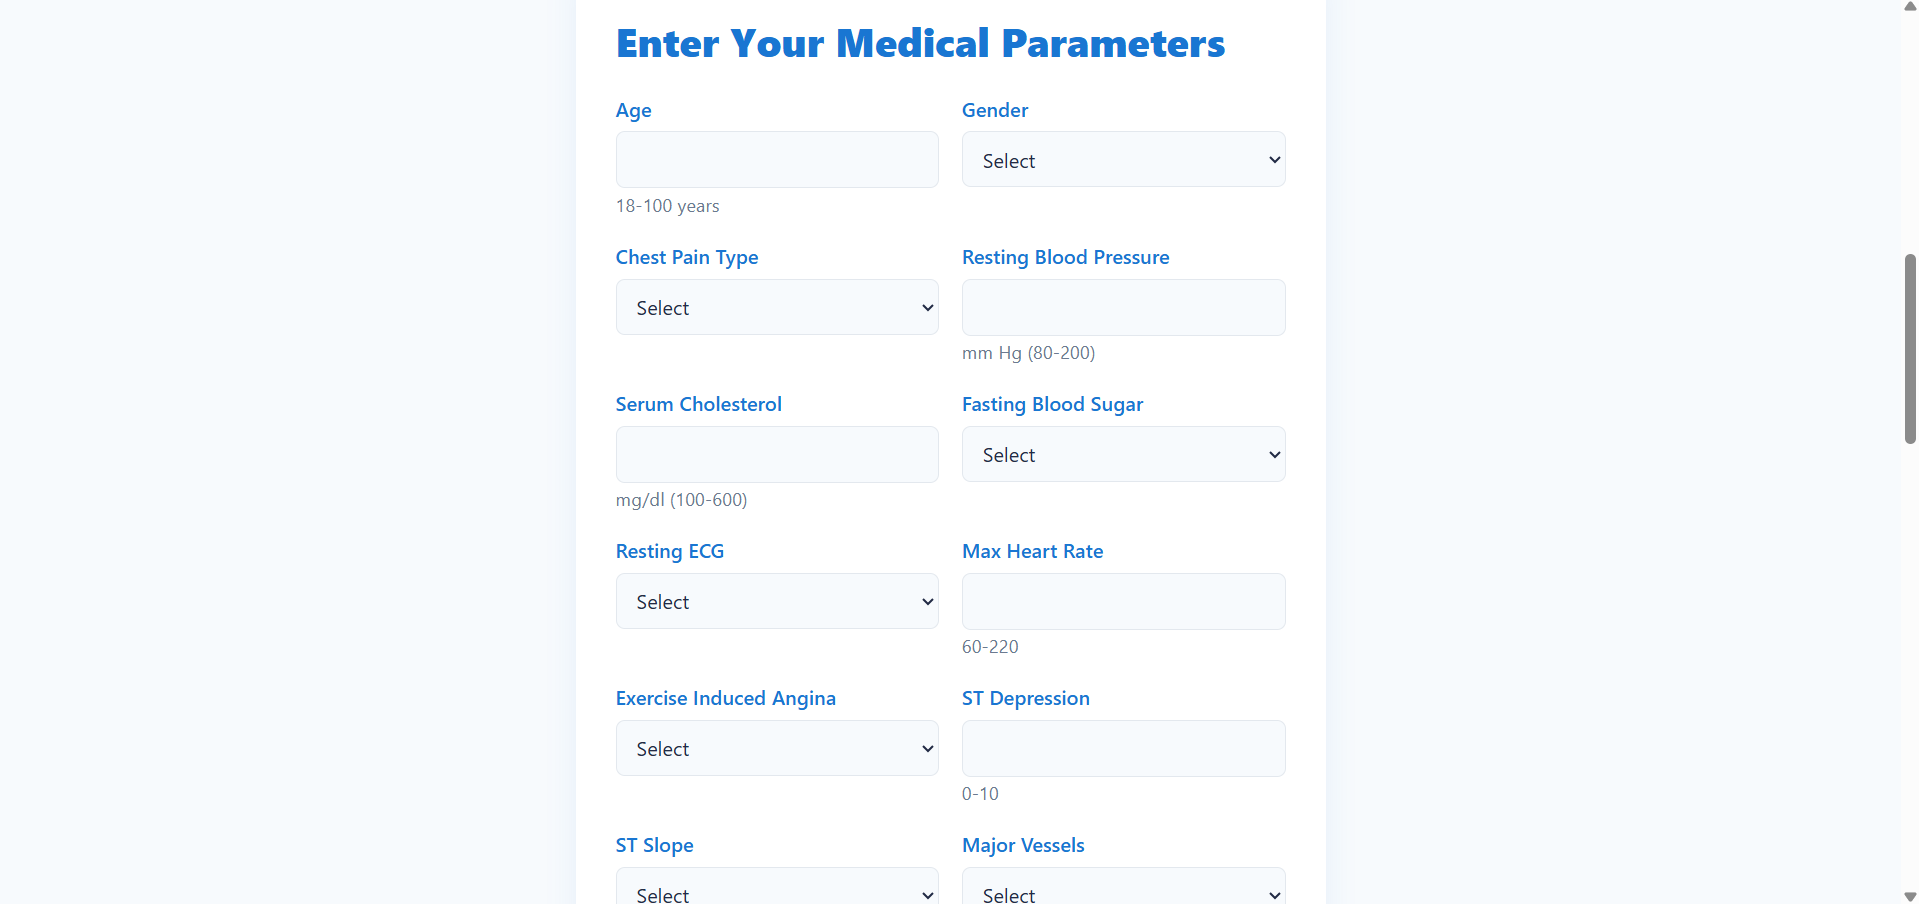 Enter Your Medical Parameters
Age
Gender
Select
18-100 years
Chest Pain Type
Resting Blood Pressure
Select
mm Hg (80-200)
Serum Cholesterol
Fasting Blood Sugar
Select
mg/dl (100-600)
Resting ECG
Max Heart Rate
Select
60-220
Exercise Induced Angina
ST Depression
Select
0-10
ST Slope
Major Vessels
Select
Select